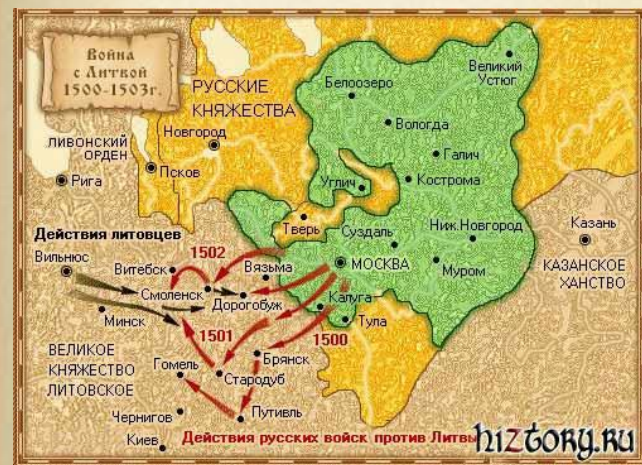 Война
с Литвой
1500-1503г.
РУССКИЕ
КНЯЖЕСТВА
Великий
Устюг
Белоозеро
Вологда
Новгород
ЛИВОНСКИЙ
ОРДЕН
Галич
Псков
Рига
Углич
Кострома
Тверь
Суздаль
Ниж.Новгород
Казань
Действия литовцев
1502
Вильнюс
Витебск
Вязьма
МОСКВА
Муром
КАЗАНСКОЕ
ХАНСТВО
Смоленск
Дорогобуж
Калуга
Минск
1501
1500
Тула
ВЕЛИКОЕ
КНЯЖЕСТВО
ЛИТОВСКОЕ
Гомель
Брянск
Стародуб
Чернигов
Путивль
Киев
Действия русских войск против Литвы
hiztory.ru